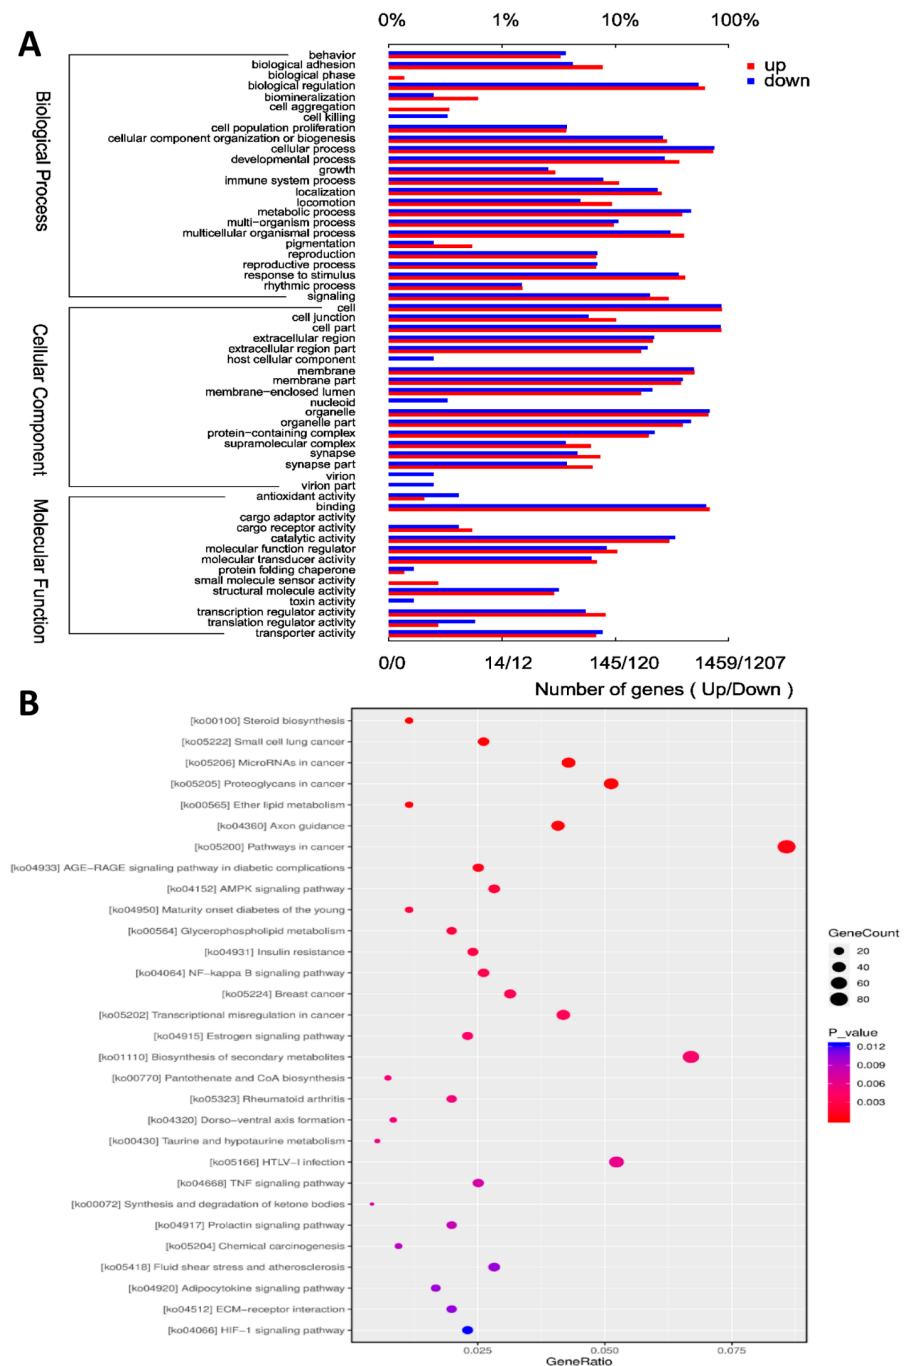 A
0% 1% 10% 100%
up
down
Biological Process
behavior
biological adhesion
biological phase
biological regulation
biomineralization
cell aggregation
cell killing
cell population proliferation
cellular component organization or biogenesis
cellular process
developmental process
growth
immune system process
localization
locomotion
metabolic process
multi-organism process
multicellular organismal process
pigmentation
reproduction
reproductive process
response to stimulus
rhythmic process
signaling
Cellular Component
cell
cell junction
cell part
extracellular region
extracellular region part
host cellular component
membrane
membrane part
membrane-enclosed lumen
nucleoid
organelle
organelle part
protein-containing complex
supramolecular complex
synapse
synapse part
virion
virion part
Molecular Function
antioxidant activity
binding
cargo adaptor activity
cargo receptor activity
catalytic activity
molecular function regulator
molecular transducer activity
protein folding chaperone
small molecule sensor activity
structural molecule activity
toxin activity
transcription regulator activity
translation regulator activity
transporter activity
0/0 14/12 145/120 1459/1207
Number of genes ( Up/Down )
B
[ko00100] Steroid biosynthesis
[ko05222] Small cell lung cancer
[ko05206] MicroRNAs in cancer
[ko05205] Proteoglycans in cancer
[ko00565] Ether lipid metabolism
[ko04360] Axon guidance
[ko05200] Pathways in cancer
[ko04933] AGE-RAGE signaling pathway in diabetic complications
[ko04152] AMPK signaling pathway
[ko04950] Maturity onset diabetes of the young
[ko00564] Glycerophospholipid metabolism
[ko04931] Insulin resistance
[ko04064] NF-kappa B signaling pathway
[ko05224] Breast cancer
[ko05202] Transcriptional misregulation in cancer
[ko04915] Estrogen signaling pathway
[ko01110] Biosynthesis of secondary metabolites
[ko00770] Pantothenate and CoA biosynthesis
[ko05323] Rheumatoid arthritis
[ko04320] Dorso-ventral axis formation
[ko00430] Taurine and hypotaurine metabolism
[ko05166] HTLV-I infection
[ko04668] TNF signaling pathway
[ko00072] Synthesis and degradation of ketone bodies
[ko04917] Prolactin signaling pathway
[ko05204] Chemical carcinogenesis
[ko05418] Fluid shear stress and atherosclerosis
[ko04920] Adipocytokine signaling pathway
[ko04512] ECM-receptor interaction
[ko04066] HIF-1 signaling pathway
0.025 0.050 0.075
GeneRatio
GeneCount
20
40
60
80
P_value
0.012
0.009
0.006
0.003